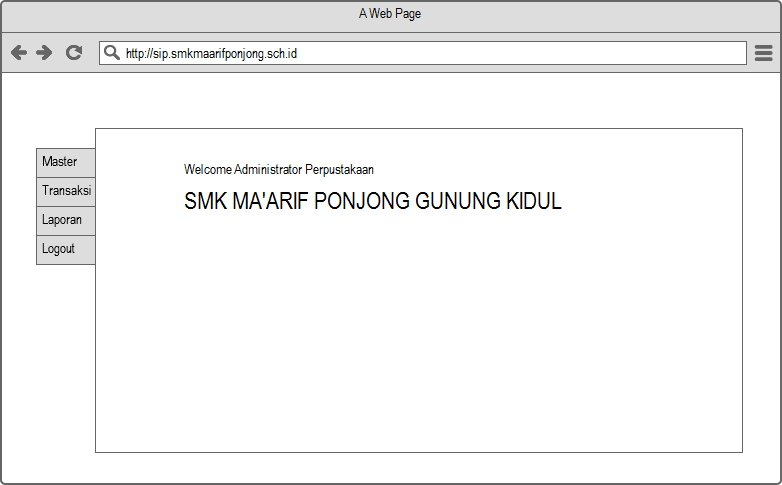 A Web Page
http://sip.smkmaarifponjong.sch.id
Master
Transaksi
Laporan
Logout
Welcome Administrator Perpustakaan
SMK MA'ARIF PONJONG GUNUNG KIDUL